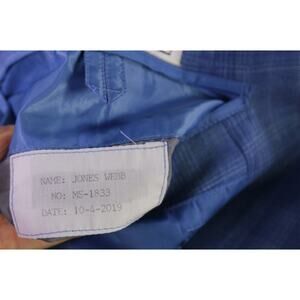 NAME: JONES WEBB
NO: MS-1833
DATE: 10-4-2019